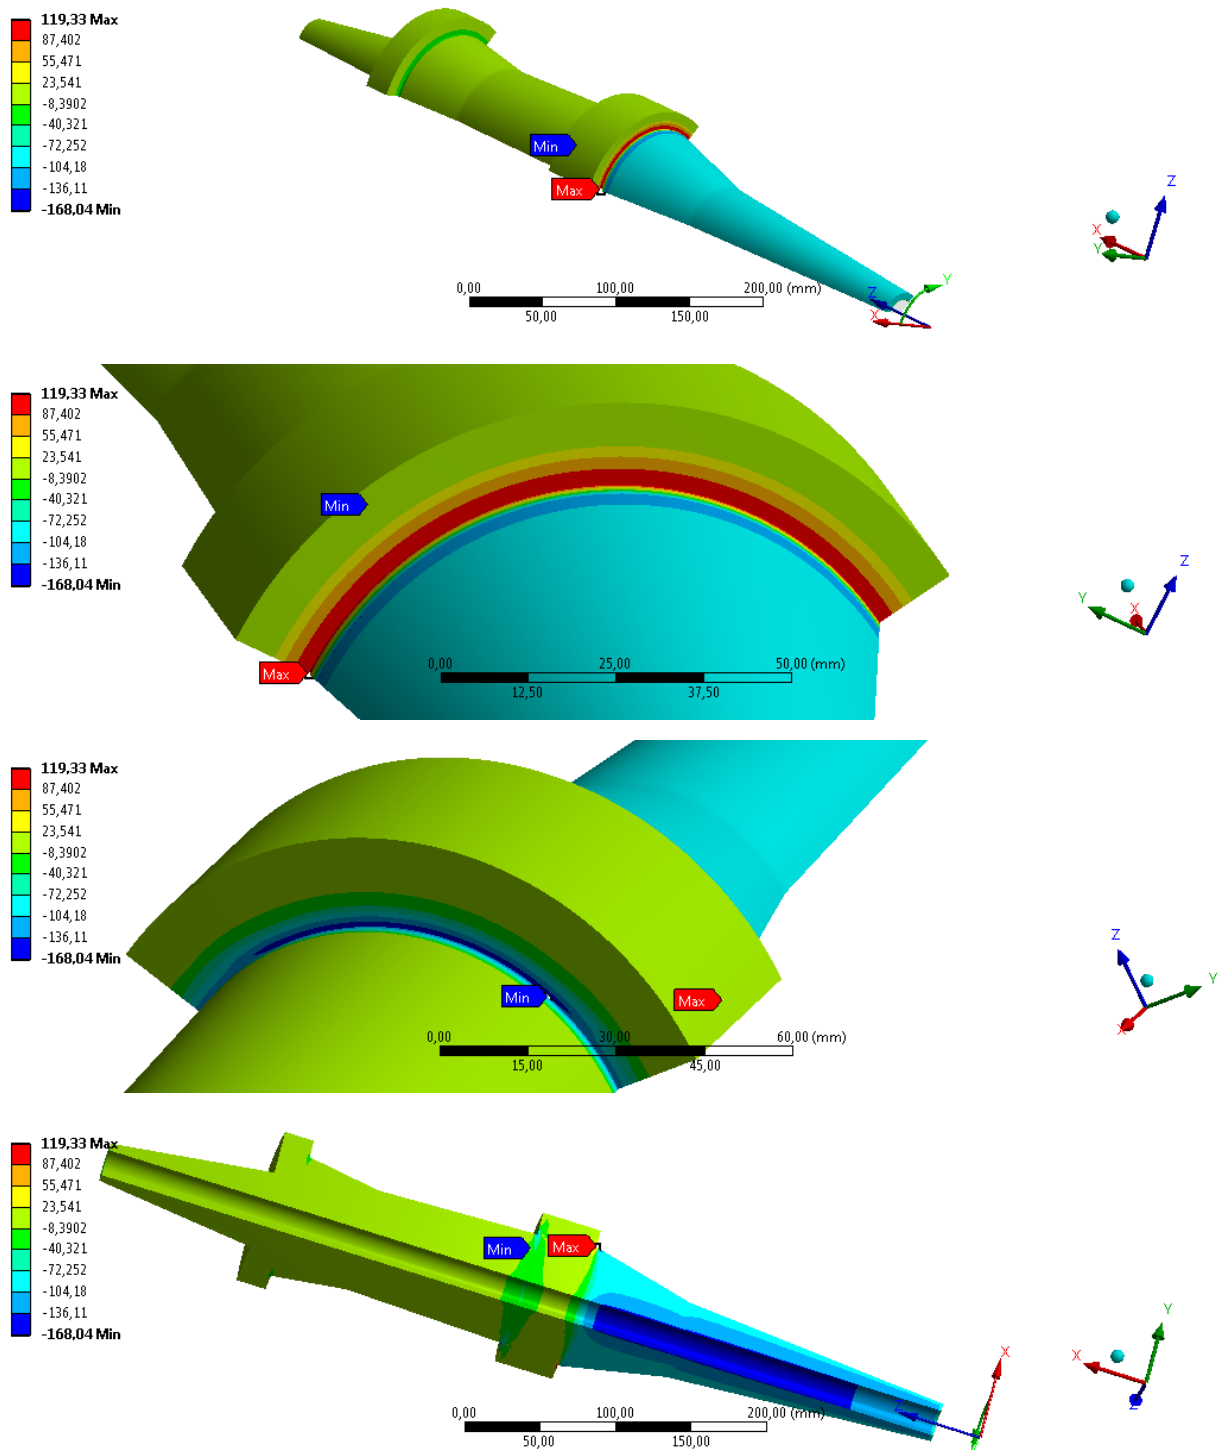 119,33 Max
87,402
55,471
23,541
-8,3902
-40,321
-72,252
-104,18
-136,11
-168,04 Min
Min
Max
0,00 100,00 200,00 (mm)
50,00 150,00
Z
X
Y
Y
Z
X
119,33 Max
87,402
55,471
23,541
-8,3902
-40,321
-72,252
-104,18
-136,11
-168,04 Min
Min
Max
0,00 25,00 50,00 (mm)
12,50 37,50
Z
Y
X
119,33 Max
87,402
55,471
23,541
-8,3902
-40,321
-72,252
-104,18
-136,11
-168,04 Min
Min
Max
0,00 30,00 60,00 (mm)
15,00 45,00
Z
Y
X
119,33 Max
87,402
55,471
23,541
-8,3902
-40,321
-72,252
-104,18
-136,11
-168,04 Min
Min
Max
0,00 100,00 200,00 (mm)
50,00 150,00
X
Z
Y
Y
X
Z